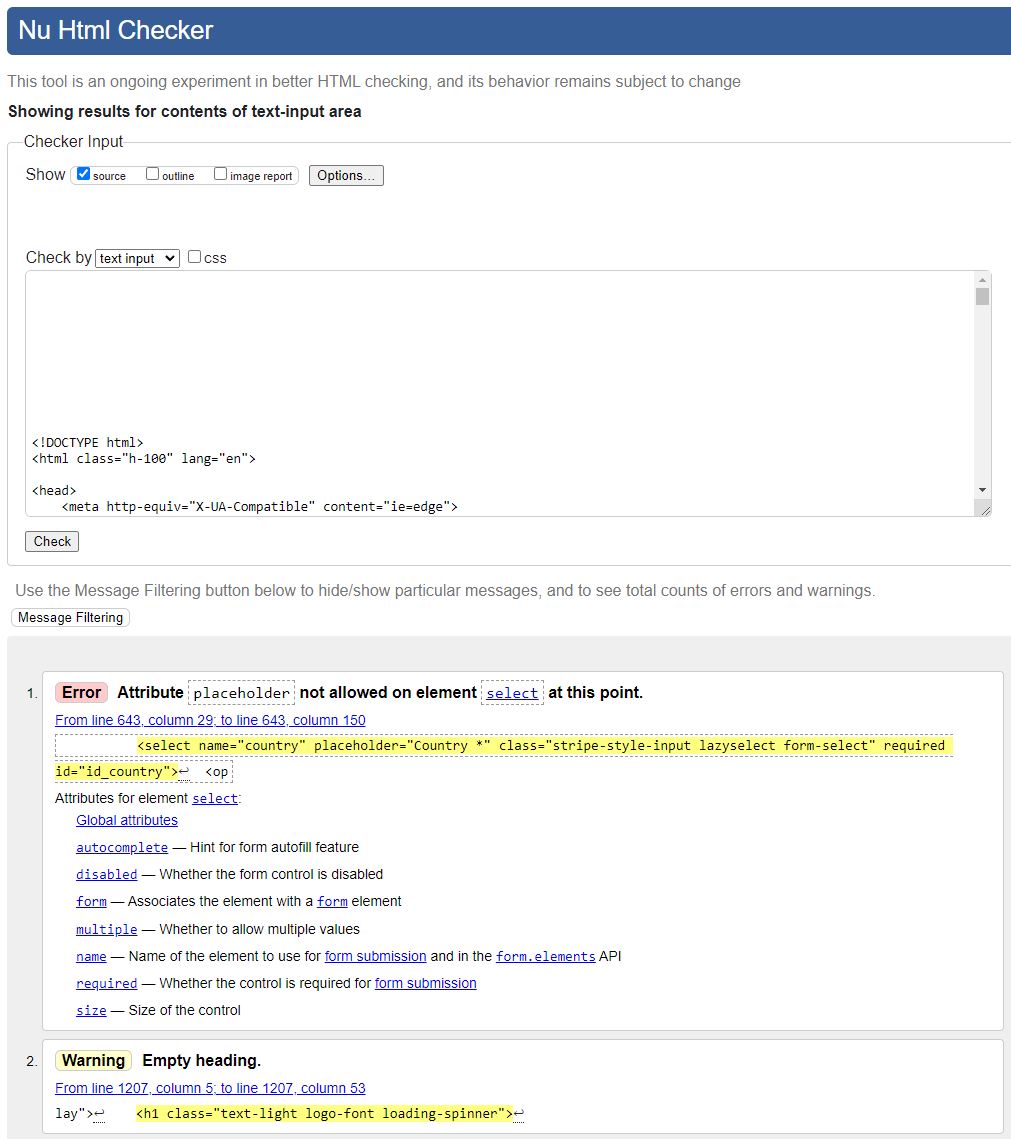 Nu Html Checker
This tool is an ongoing experiment in better HTML checking, and its behavior remains subject to change
Showing results for contents of text-input area
Checker Input
Show source outline image report Options...
Check by text input css
<!DOCTYPE html>
<html class="h-100" lang="en">
<head>
<meta http-equiv="X-UA-Compatible" content="ie=edge">
Check
Use the Message Filtering button below to hide/show particular messages, and to see total counts of errors and warnings.
Message Filtering
1. Error Attribute placeholder not allowed on element select at this point.
From line 643, column 29; to line 643, column 150
<select name="country" placeholder="Country *" class="stripe-style-input lazyselect form-select" required
id="id_country">↩ <op
Attributes for element select:
Global attributes
autocomplete — Hint for form autofill feature
disabled — Whether the form control is disabled
form — Associates the element with a form element
multiple — Whether to allow multiple values
name — Name of the element to use for form submission and in the form.elements API
required — Whether the control is required for form submission
size — Size of the control
2. Warning Empty heading.
From line 1207, column 5; to line 1207, column 53
lay">↩ <h1 class="text-light logo-font loading-spinner">↩